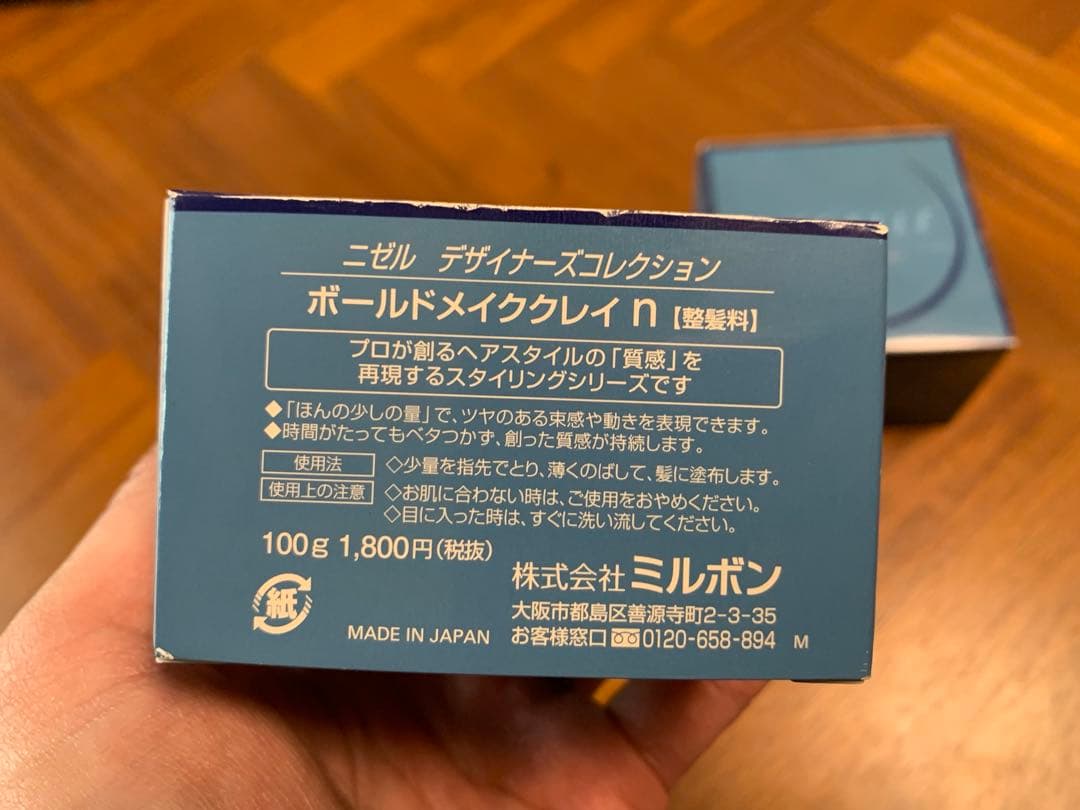 ニゼル デザイナーズコレクション
ボールドメイククレイn【整髪料】
プロが創るヘアスタイルの「質感」を
再現するスタイリングシリーズです
◆「ほんの少しの量」で、ツヤのある束感や動きを表現できます。
◆時間がたってもベタつかず、創った質感が持続します。
使用法 ◇少量を指先でとり、薄くのばして、髪に塗布します。
使用上の注意 ◇お肌に合わない時は、ご使用をおやめください。
◇目に入った時は、すぐに洗い流してください。
100g 1,800円(税抜)
紙
MADE IN JAPAN
株式会社ミルボン
大阪市都島区善源寺町2-3-35
お客様窓口 0120-658-894 M